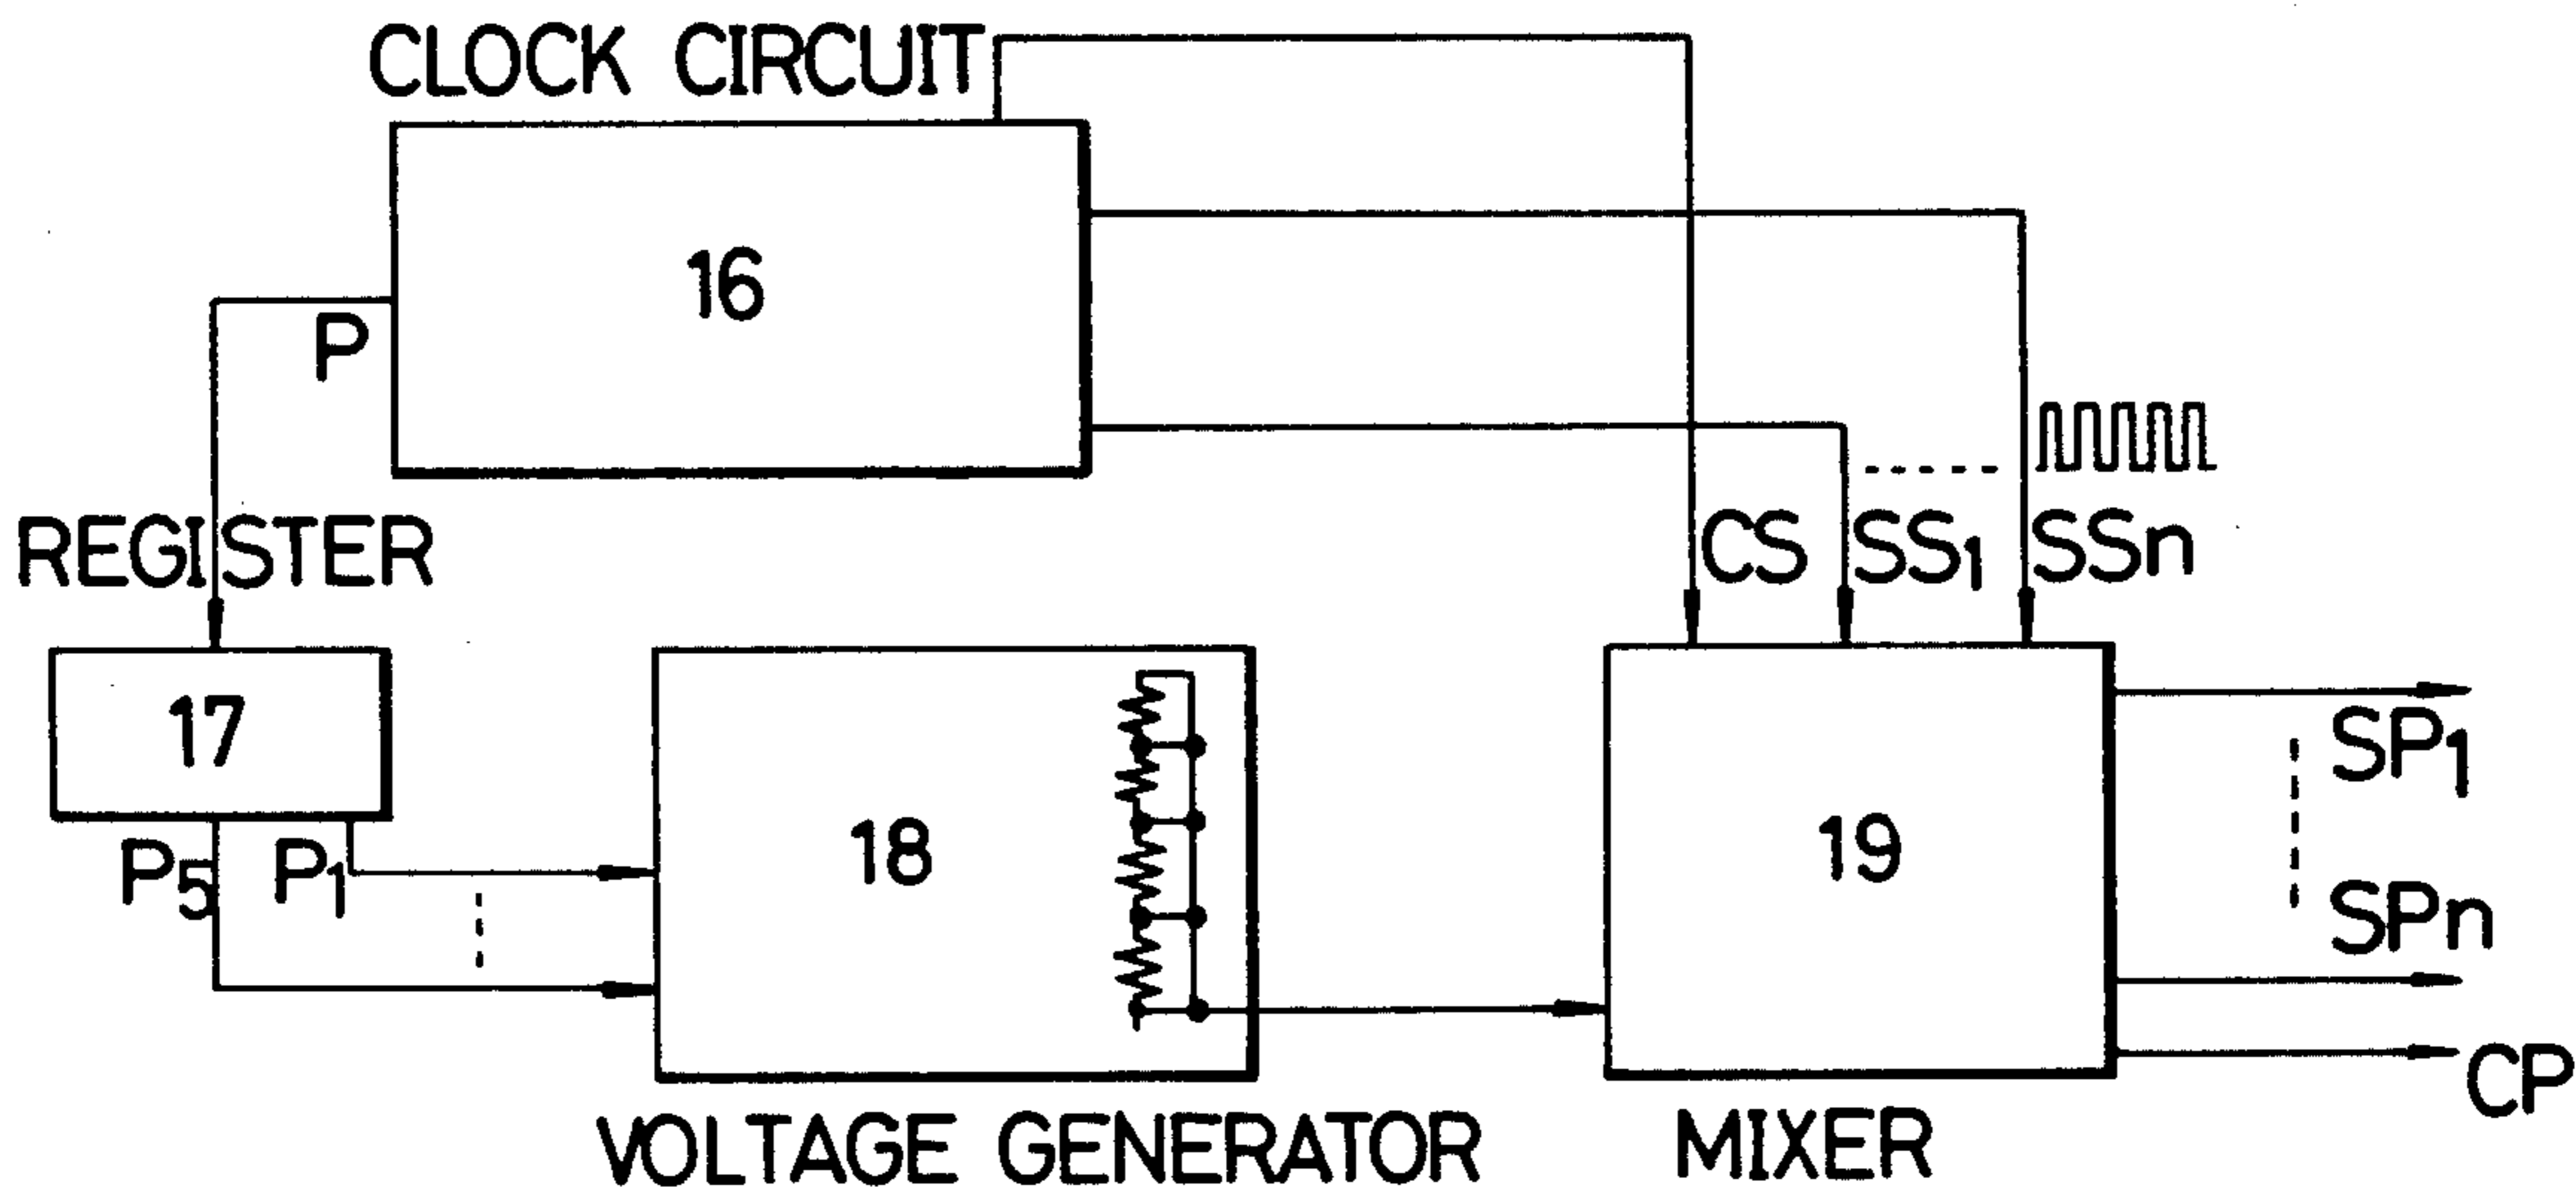 CLOCK CIRCUIT
16
P
REGISTER
CS SS1 SSn
17
18
19
P5 P1
SP1
SPn
CP
VOLTAGE GENERATOR
MIXER